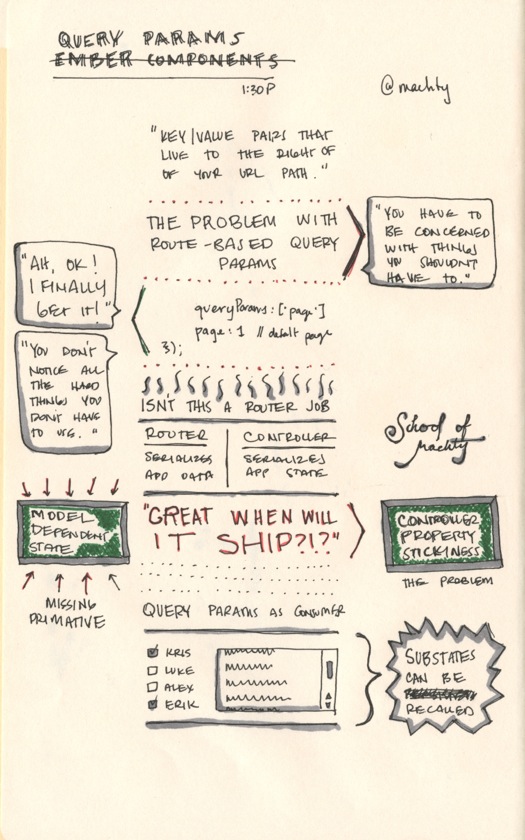 QUERY PARAMS
EMBER COMPONENTS
1:30P
@machty
"KEY/VALUE PAIRS THAT
LIVE TO THE RIGHT OF
OF YOUR URL PATH."
THE PROBLEM WITH
ROUTE-BASED QUERY
PARAMS
"YOU HAVE TO
BE CONCERNED
WITH THINGS
YOU SHOULDN'T
HAVE TO."
"AH, OK!
I FINALLY
GET IT!"
queryParams: ['page']
page: 1 // default page
});
"YOU DON'T
NOTICE ALL
THE HARD
THINGS YOU
DON'T HAVE
TO USE."
ISN'T THIS A ROUTER JOB
ROUTER
SERIALIZES
APP DATA
CONTROLLER
SERIALIZES
APP STATE
School of
Machty
MODEL
DEPENDENT
STATE
MISSING
PRIMATIVE
"GREAT WHEN WILL
IT SHIP?!?"
CONTROLLER
PROPERTY
STICKINESS
THE PROBLEM
QUERY PARAMS AS CONSUMER
KRIS
LUKE
ALEX
ERIK
SUBSTATES
CAN BE
RECALLED